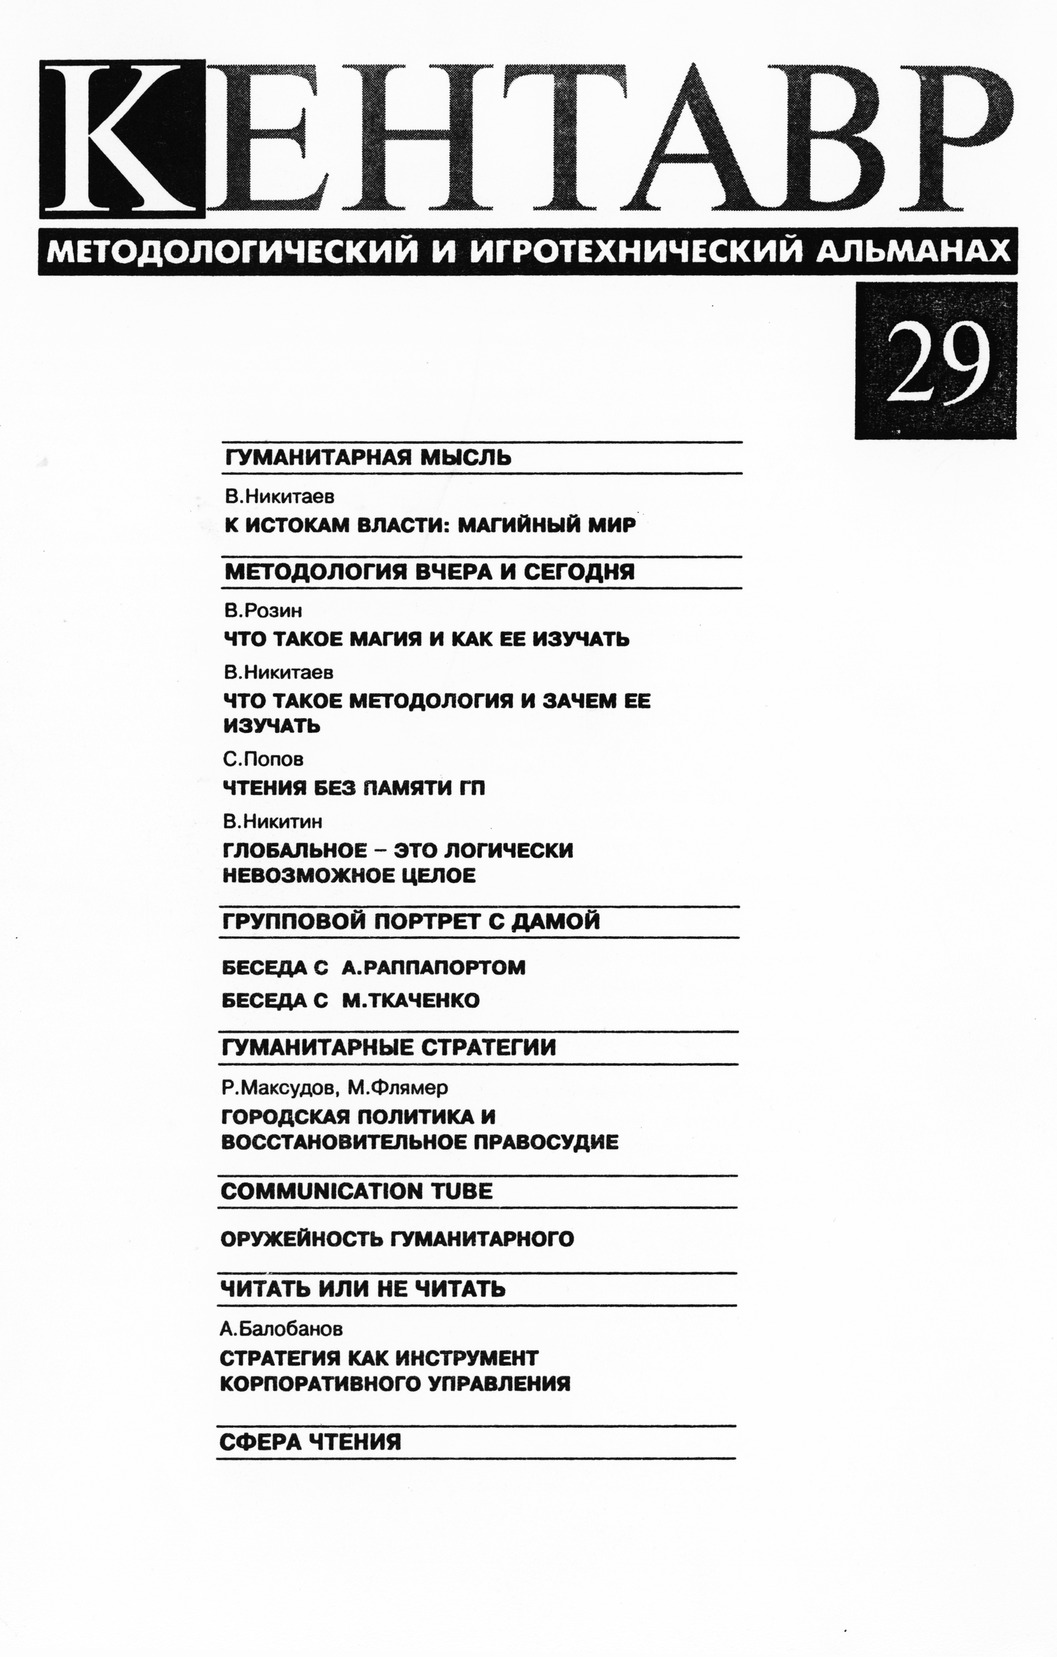 КЕНТАВР
МЕТОДОЛОГИЧЕСКИЙ И ИГРОТЕХНИЧЕСКИЙ АЛЬМАНАХ
29
ГУМАНИТАРНАЯ МЫСЛЬ
В.Никитаев
К ИСТОКАМ ВЛАСТИ: МАГИЙНЫЙ МИР
МЕТОДОЛОГИЯ ВЧЕРА И СЕГОДНЯ
В.Розин
ЧТО ТАКОЕ МАГИЯ И КАК ЕЕ ИЗУЧАТЬ
В.Никитаев
ЧТО ТАКОЕ МЕТОДОЛОГИЯ И ЗАЧЕМ ЕЕ
ИЗУЧАТЬ
С.Попов
ЧТЕНИЯ БЕЗ ПАМЯТИ ГП
В.Никитин
ГЛОБАЛЬНОЕ – ЭТО ЛОГИЧЕСКИ
НЕВОЗМОЖНОЕ ЦЕЛОЕ
ГРУППОВОЙ ПОРТРЕТ С ДАМОЙ
БЕСЕДА С А.РАППАПОРТОМ
БЕСЕДА С М.ТКАЧЕНКО
ГУМАНИТАРНЫЕ СТРАТЕГИИ
Р.Максудов, М.Флямер
ГОРОДСКАЯ ПОЛИТИКА И
ВОССТАНОВИТЕЛЬНОЕ ПРАВОСУДИЕ
COMMUNICATION TUBE
ОРУЖЕЙНОСТЬ ГУМАНИТАРНОГО
ЧИТАТЬ ИЛИ НЕ ЧИТАТЬ
А.Балобанов
СТРАТЕГИЯ КАК ИНСТРУМЕНТ
КОРПОРАТИВНОГО УПРАВЛЕНИЯ
СФЕРА ЧТЕНИЯ